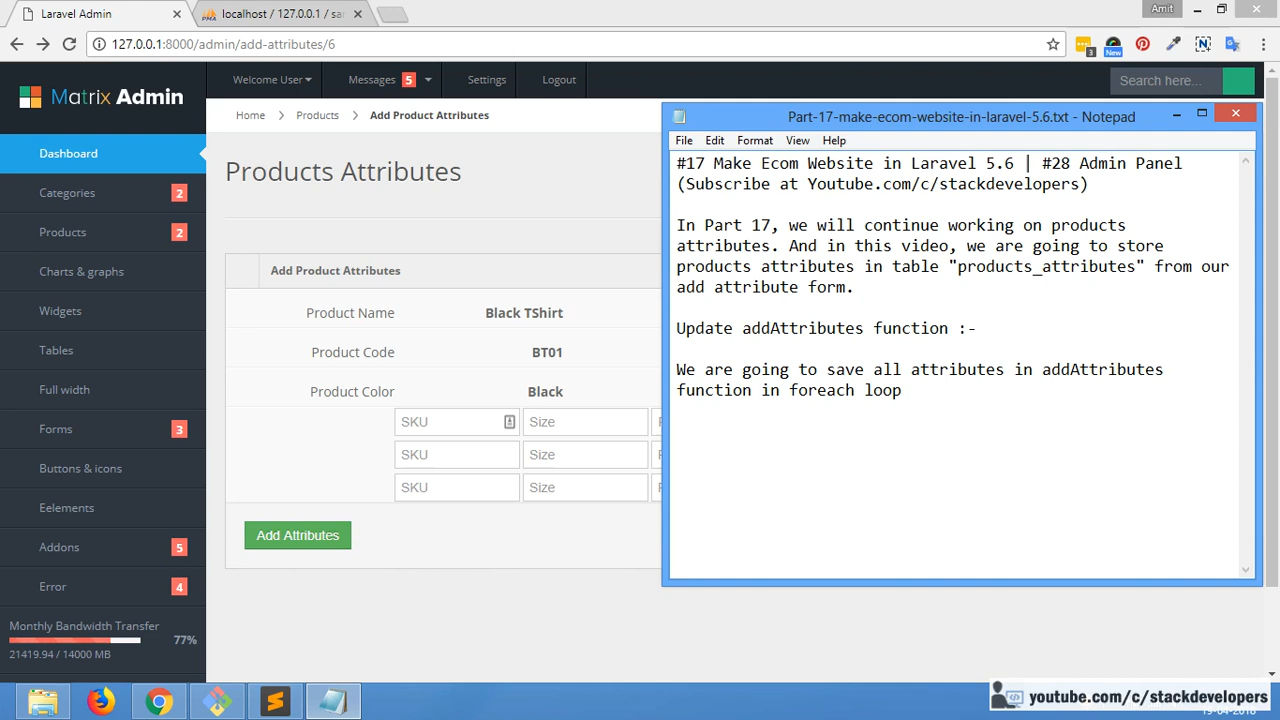 Laravel Admin
localhost / 127.0.0.1 / sa
Amit
127.0.0.1:8000/admin/add-attributes/6
3
New
Matrix Admin
Welcome User
Messages 5
Settings
Logout
Search here...
Home
Products
Add Product Attributes
Dashboard
Categories 2
Products 2
Charts & graphs
Widgets
Tables
Full width
Forms 3
Buttons & icons
Eelements
Addons 5
Error 4
Monthly Bandwidth Transfer
77%
21419.94 / 14000 MB
Products Attributes
Add Product Attributes
Product Name Black TShirt
Product Code BT01
Product Color Black
SKU Size
SKU Size
SKU Size
Add Attributes
Part-17-make-ecom-website-in-laravel-5.6.txt - Notepad
File Edit Format View Help
#17 Make Ecom Website in Laravel 5.6 | #28 Admin Panel
(Subscribe at Youtube.com/c/stackdevelopers)
In Part 17, we will continue working on products
attributes. And in this video, we are going to store
products attributes in table "products_attributes" from our
add attribute form.
Update addAttributes function :-
We are going to save all attributes in addAttributes
function in foreach loop
youtube.com/c/stackdevelopers